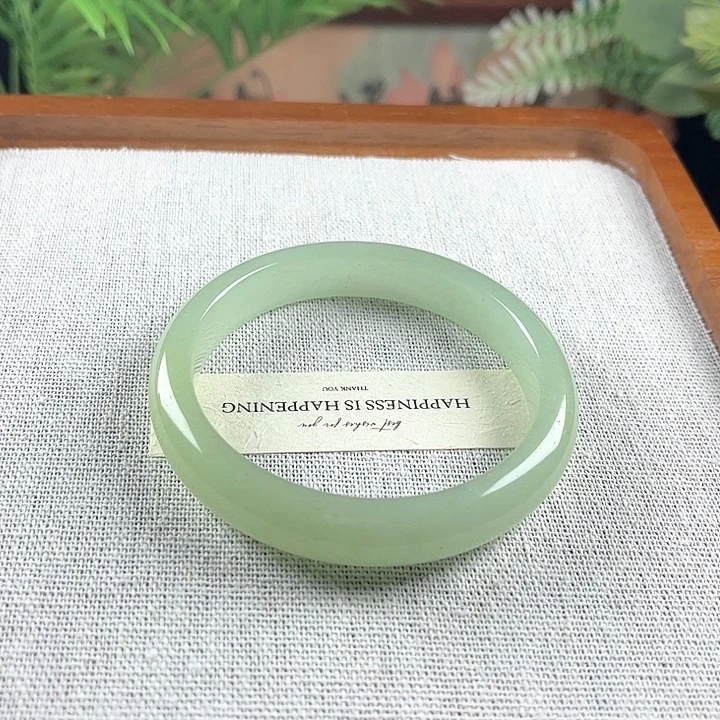 best wishes for you
HAPPINESS IS HAPPENING
THANK YOU